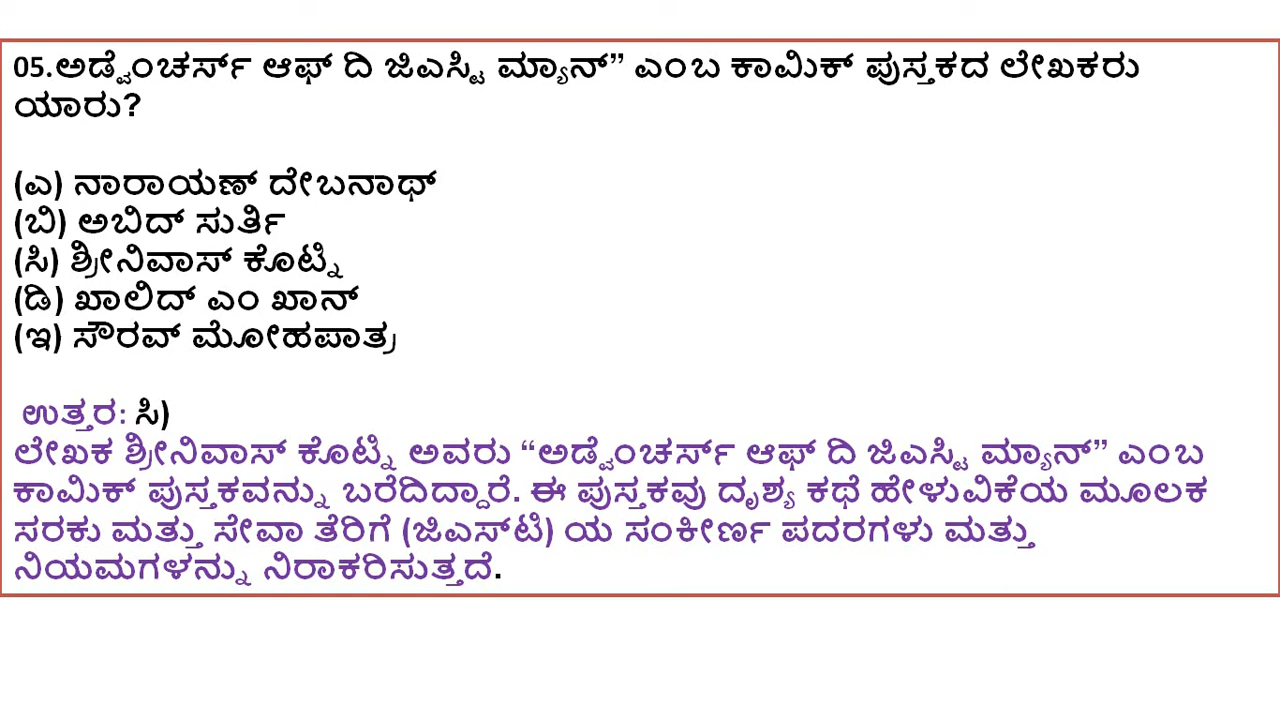 05.ಅಡ್ವೆಂಚರ್ಸ್ ಆಫ್ ದಿ ಜಿಎಸ್ಟಿ ಮ್ಯಾನ್” ಎಂಬ ಕಾಮಿಕ್ ಪುಸ್ತಕದ ಲೇಖಕರು
ಯಾರು?
(ಎ) ನಾರಾಯಣ್ ದೇಬನಾಥ್
(ಬಿ) ಅಬಿದ್ ಸುರ್ತಿ
(ಸಿ) ಶ್ರೀನಿವಾಸ್ ಕೊಟ್ನಿ
(ಡಿ) ಖಾಲಿದ್ ಎಂ ಖಾನ್
(ಇ) ಸೌರವ್ ಮೋಹಪಾತ್ರ
ಉತ್ತರ: ಸಿ)
ಲೇಖಕ ಶ್ರೀನಿವಾಸ್ ಕೊಟ್ನಿ ಅವರು “ಅಡ್ವೆಂಚರ್ಸ್ ಆಫ್ ದಿ ಜಿಎಸ್ಟಿ ಮ್ಯಾನ್” ಎಂಬ
ಕಾಮಿಕ್ ಪುಸ್ತಕವನ್ನು ಬರೆದಿದ್ದಾರೆ. ಈ ಪುಸ್ತಕವು ದೃಶ್ಯ ಕಥೆ ಹೇಳುವಿಕೆಯ ಮೂಲಕ
ಸರಕು ಮತ್ತು ಸೇವಾ ತೆರಿಗೆ (ಜಿಎಸ್‌ಟಿ) ಯ ಸಂಕೀರ್ಣ ಪದರಗಳು ಮತ್ತು
ನಿಯಮಗಳನ್ನು ನಿರಾಕರಿಸುತ್ತದೆ.